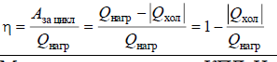 η = A за цикл / Q нагр = Q нагр − |Q хол| / Q нагр = 1 − |Q хол| / Q нагр